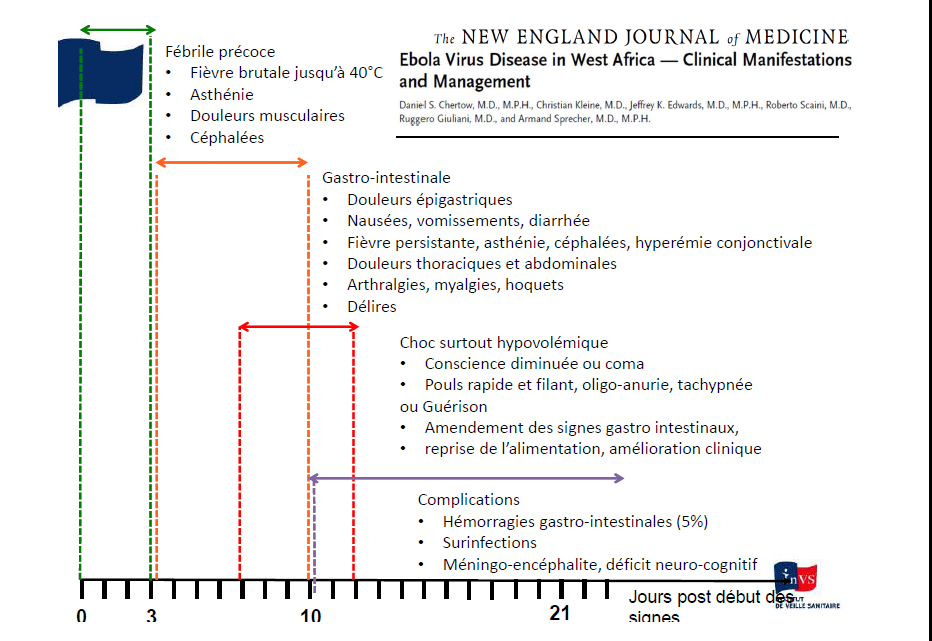 The NEW ENGLAND JOURNAL of MEDICINE
Ebola Virus Disease in West Africa — Clinical Manifestations
and Management
Daniel S. Chertow, M.D., M.P.H., Christian Kleine, M.D., Jeffrey K. Edwards, M.D., M.P.H., Roberto Scaini, M.D.,
Ruggero Giuliani, M.D., and Armand Sprecher, M.D., M.P.H.
Fébrile précoce
• Fièvre brutale jusqu’à 40°C
• Asthénie
• Douleurs musculaires
• Céphalées
Gastro-intestinale
• Douleurs épigastriques
• Nausées, vomissements, diarrhée
• Fièvre persistante, asthénie, céphalées, hyperémie conjonctivale
• Douleurs thoraciques et abdominales
• Arthralgies, myalgies, hoquets
• Délires
Choc surtout hypovolémique
• Conscience diminuée ou coma
• Pouls rapide et filant, oligo-anurie, tachypnée
ou Guérison
• Amendement des signes gastro intestinaux,
• reprise de l’alimentation, amélioration clinique
Complications
• Hémorragies gastro-intestinales (5%)
• Surinfections
• Méningo-encéphalite, déficit neuro-cognitif
0 3 10 21
Jours post début des
signes
InVS
DE VEILLE SANITAIRE